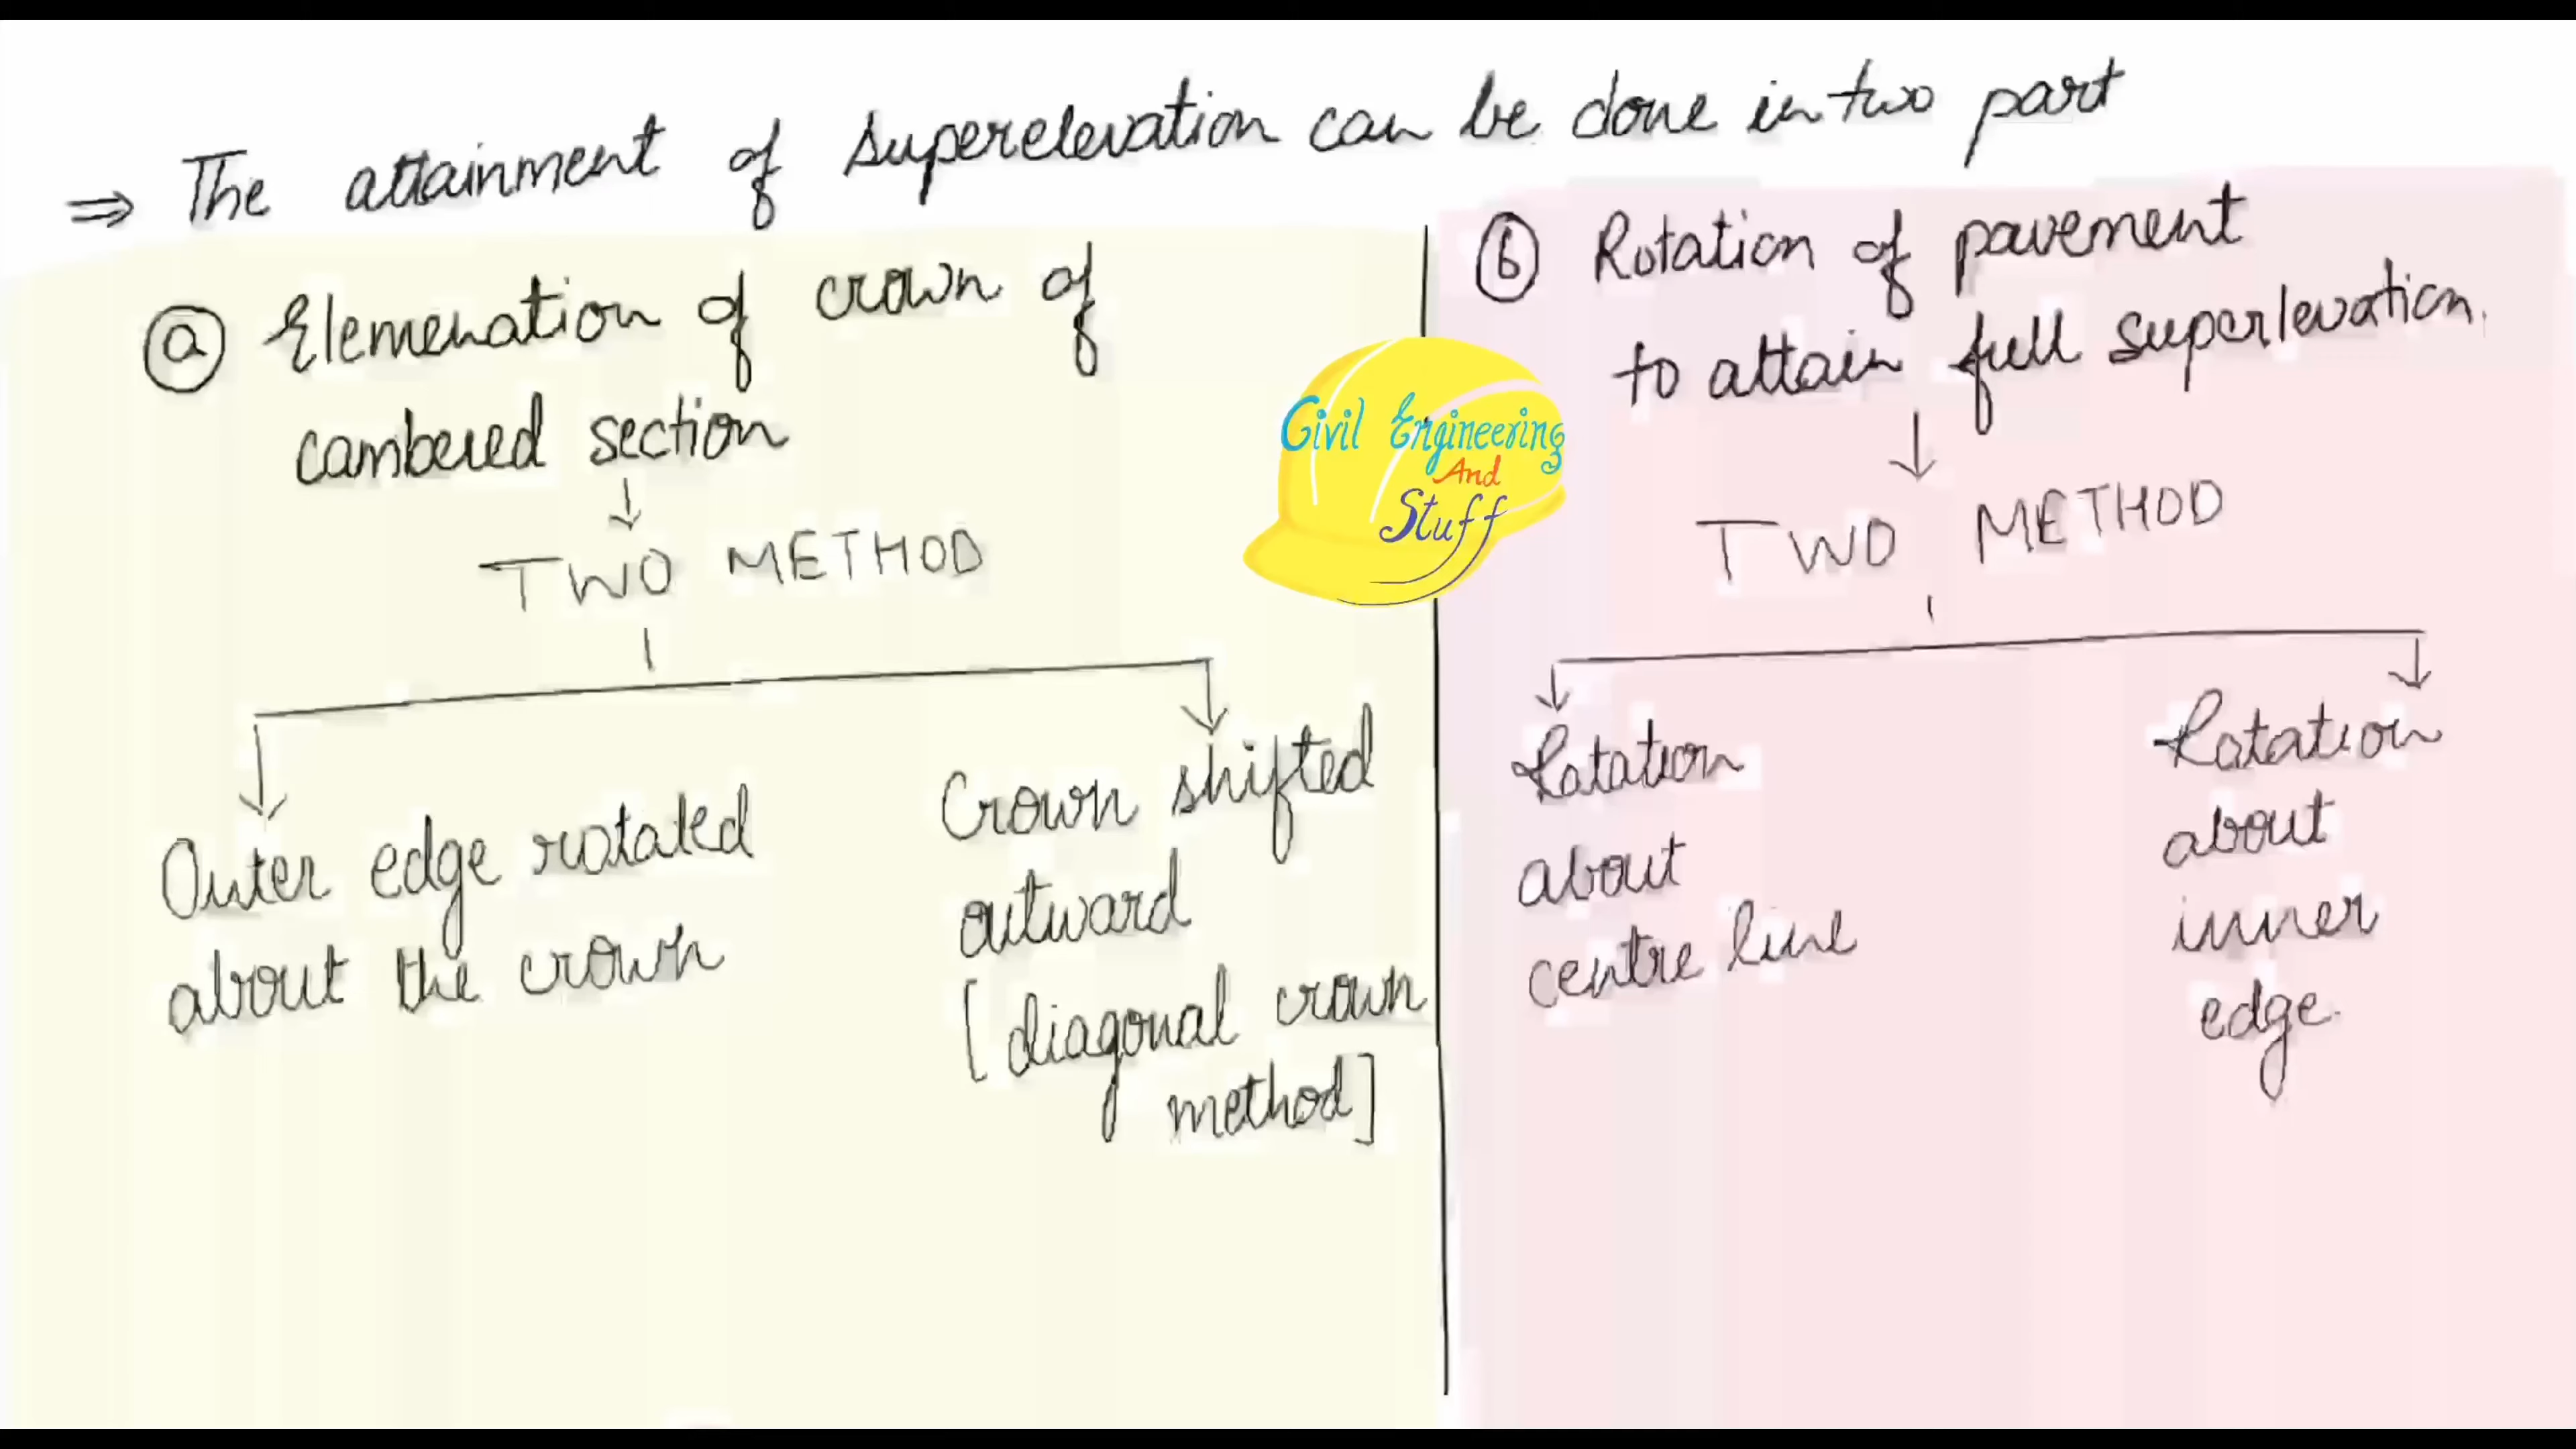 ⇒ The attainment of superelevation can be done in two part
ⓐ Elemenation of crown of
cambered section
↓
TWO METHOD
Outer edge rotated
about the crown
Crown shifted
outward
[diagonal crown
method]
Civil Engineering
And
Stuff
ⓑ Rotation of pavement
to attain full superlevation.
↓
TWO METHOD
Rotation
about
centre line
Rotation
about
inner
edge.